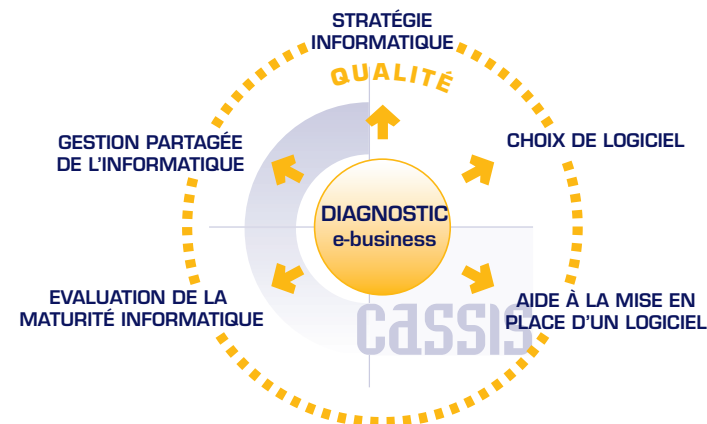 STRATÉGIE
INFORMATIQUE
QUALITÉ
GESTION PARTAGÉE
DE L'INFORMATIQUE
CHOIX DE LOGICIEL
DIAGNOSTIC
e-business
EVALUATION DE LA
MATURITÉ INFORMATIQUE
AIDE À LA MISE EN
PLACE D'UN LOGICIEL
cassis